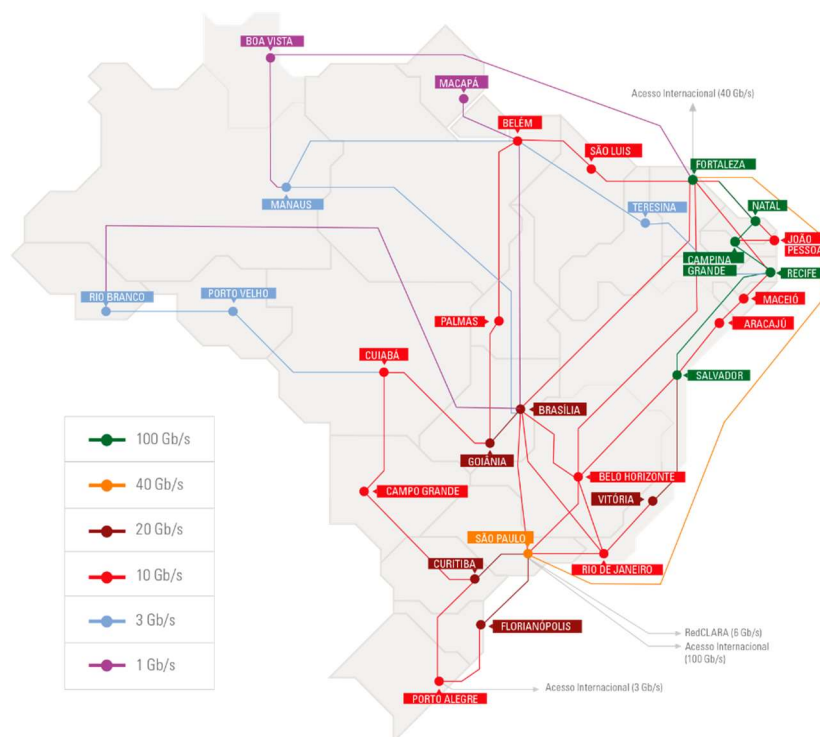 BOA VISTA
MACAPÁ
Acesso Internacional (40 Gb/s)
BELÉM
SÃO LUIS
FORTALEZA
MANAUS
TERESINA
NATAL
JOÃO
PESSOA
CAMPINA
GRANDE
RECIFE
RIO BRANCO
PORTO VELHO
MACEIÓ
PALMAS
ARACAJÚ
CUIABÁ
SALVADOR
BRASÍLIA
GOIÂNIA
BELO HORIZONTE
CAMPO GRANDE
VITÓRIA
SÃO PAULO
CURITIBA
RIO DE JANEIRO
FLORIANÓPOLIS
RedCLARA (6 Gb/s)
Acesso Internacional
(100 Gb/s)
Acesso Internacional (3 Gb/s)
PORTO ALEGRE
100 Gb/s
40 Gb/s
20 Gb/s
10 Gb/s
3 Gb/s
1 Gb/s